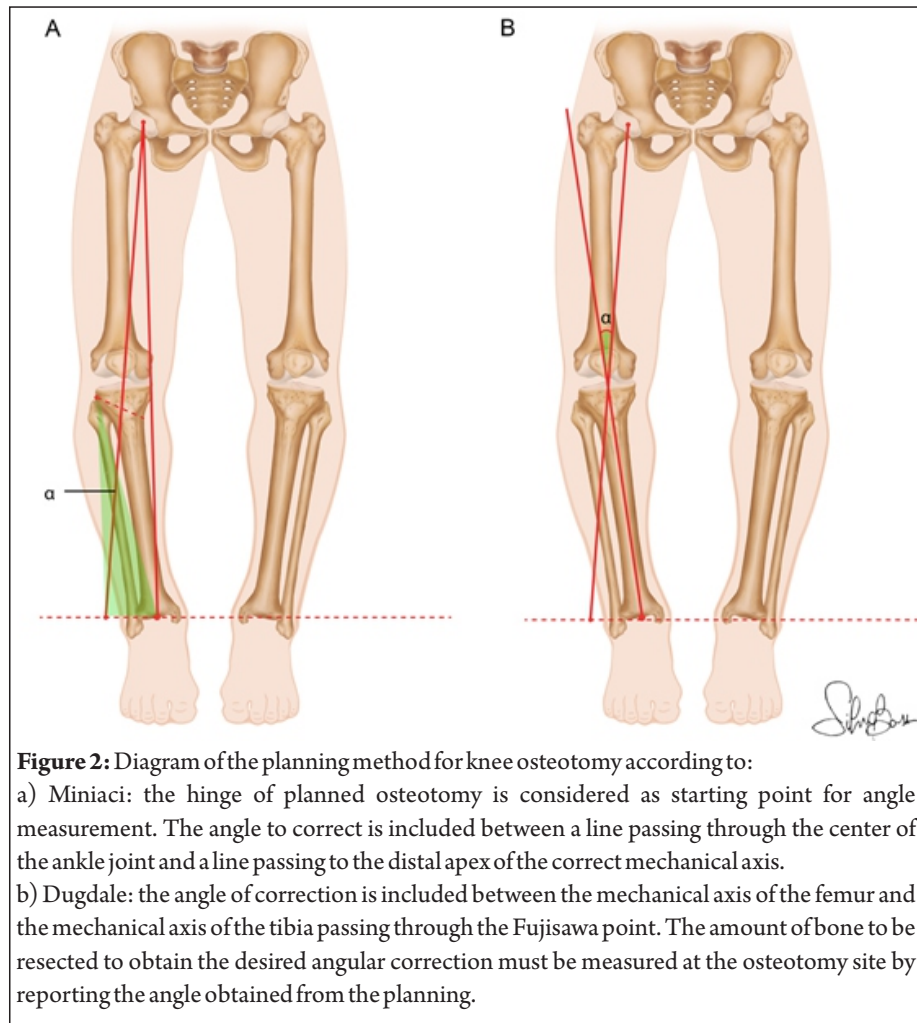 A
B
α
α
Figure 2: Diagram of the planning method for knee osteotomy according to:
a) Miniaci: the hinge of planned osteotomy is considered as starting point for angle
measurement. The angle to correct is included between a line passing through the center of
the ankle joint and a line passing to the distal apex of the correct mechanical axis.
b) Dugdale: the angle of correction is included between the mechanical axis of the femur and
the mechanical axis of the tibia passing through the Fujisawa point. The amount of bone to be
resected to obtain the desired angular correction must be measured at the osteotomy site by
reporting the angle obtained from the planning.